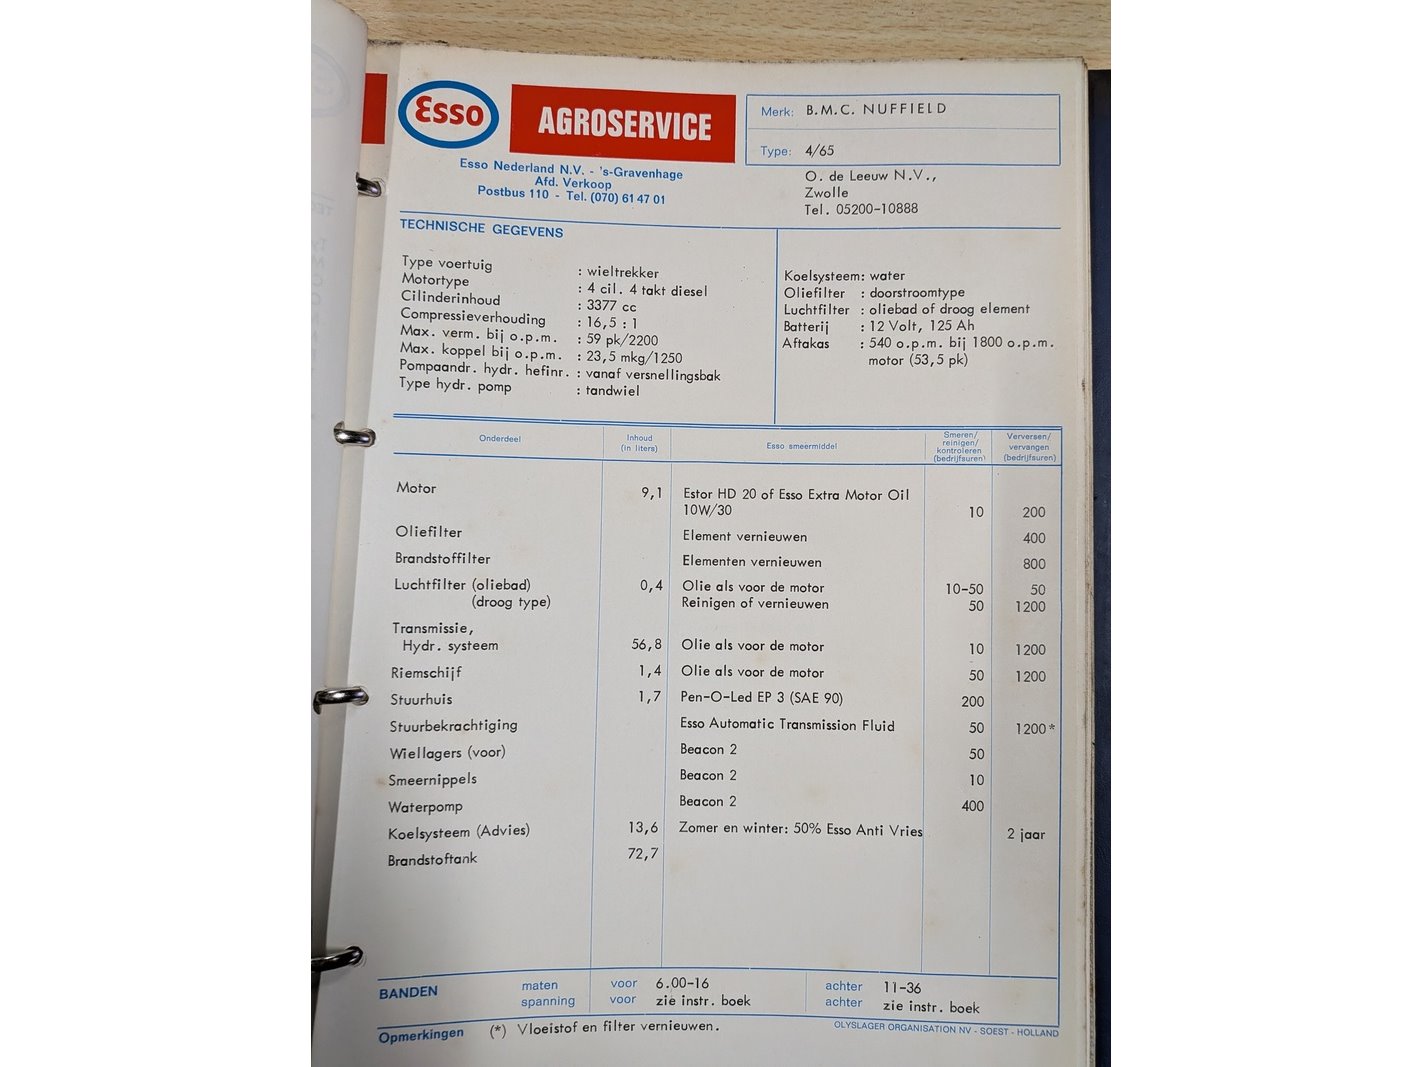 Esso
AGROSERVICE
Esso Nederland N.V. - 's-Gravenhage
Afd. Verkoop
Postbus 110 - Tel. (070) 61 47 01
Merk: B.M.C. NUFFIELD
Type: 4/65
O. de Leeuw N.V.,
Zwolle
Tel. 05200-10888
TECHNISCHE GEGEVENS
Type voertuig : wieltrekker
Motortype : 4 cil. 4 takt diesel
Cilinderinhoud : 3377 cc
Compressieverhouding : 16,5 : 1
Max. verm. bij o.p.m. : 59 pk/2200
Max. koppel bij o.p.m. : 23,5 mkg/1250
Pompaandr. hydr. hefinr. : vanaf versnellingsbak
Type hydr. pomp : tandwiel
Koelsysteem: water
Oliefilter : doorstroomtype
Luchtfilter : oliebad of droog element
Batterij : 12 Volt, 125 Ah
Aftakas : 540 o.p.m. bij 1800 o.p.m.
motor (53,5 pk)
Onderdeel
Inhoud
(in liters)
Esso smeermiddel
Smeren/
reinigen/
kontroleren
(bedrijfsuren)
Verversen/
vervangen
(bedrijfsuren)
Motor 9,1 Estor HD 20 of Esso Extra Motor Oil
10W/30 10 200
Oliefilter Element vernieuwen 400
Brandstoffilter Elementen vernieuwen 800
Luchtfilter (oliebad) 0,4 Olie als voor de motor 10-50 50
(droog type) Reinigen of vernieuwen 50 1200
Transmissie,
Hydr. systeem 56,8 Olie als voor de motor 10 1200
Riemschijf 1,4 Olie als voor de motor 50 1200
Stuurhuis 1,7 Pen-O-Led EP 3 (SAE 90) 200
Stuurbekrachtiging Esso Automatic Transmission Fluid 50 1200*
Wiellagers (voor) Beacon 2 50
Smeernippels Beacon 2 10
Waterpomp Beacon 2 400
Koelsysteem (Advies) 13,6 Zomer en winter: 50% Esso Anti Vries 2 jaar
Brandstoftank 72,7
BANDEN maten voor 6.00-16 achter 11-36
spanning voor zie instr. boek achter zie instr. boek
Opmerkingen (*) Vloeistof en filter vernieuwen.
OLYSLAGER ORGANISATION NV - SOEST - HOLLAND